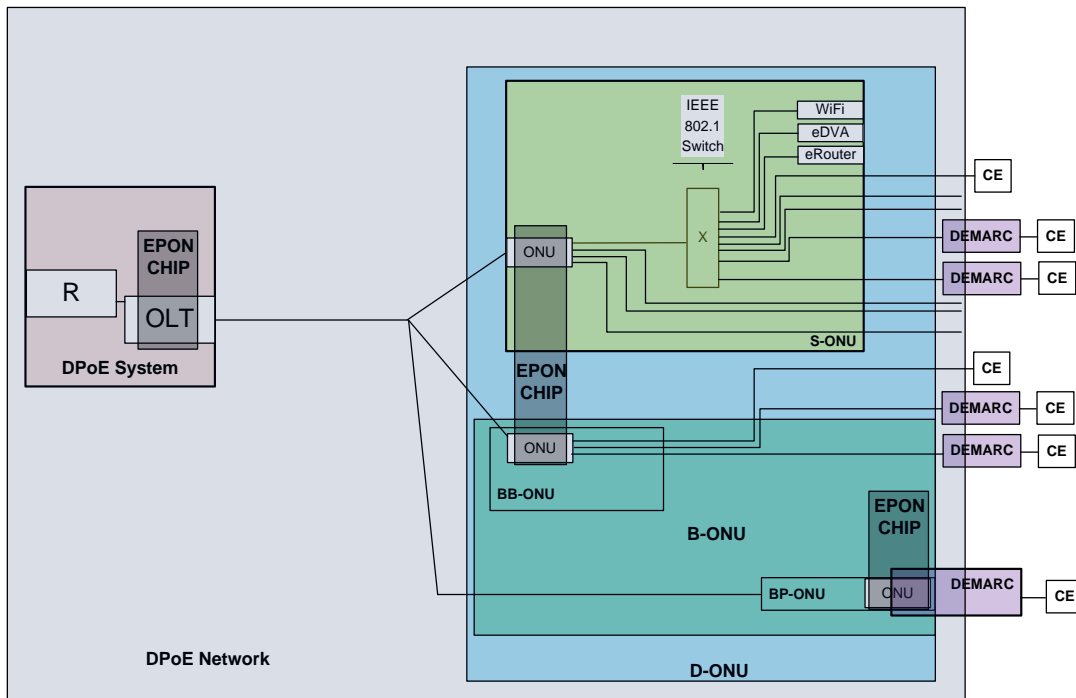 IEEE
802.1
Switch
WiFi
eDVA
eRouter
CE
EPON
CHIP
X
DEMARC
CE
ONU
R
DEMARC
CE
OLT
S-ONU
DPoE System
EPON
CHIP
CE
DEMARC
CE
ONU
DEMARC
CE
BB-ONU
EPON
CHIP
B-ONU
DEMARC
BP-ONU
ONU
CE
DPoE Network
D-ONU